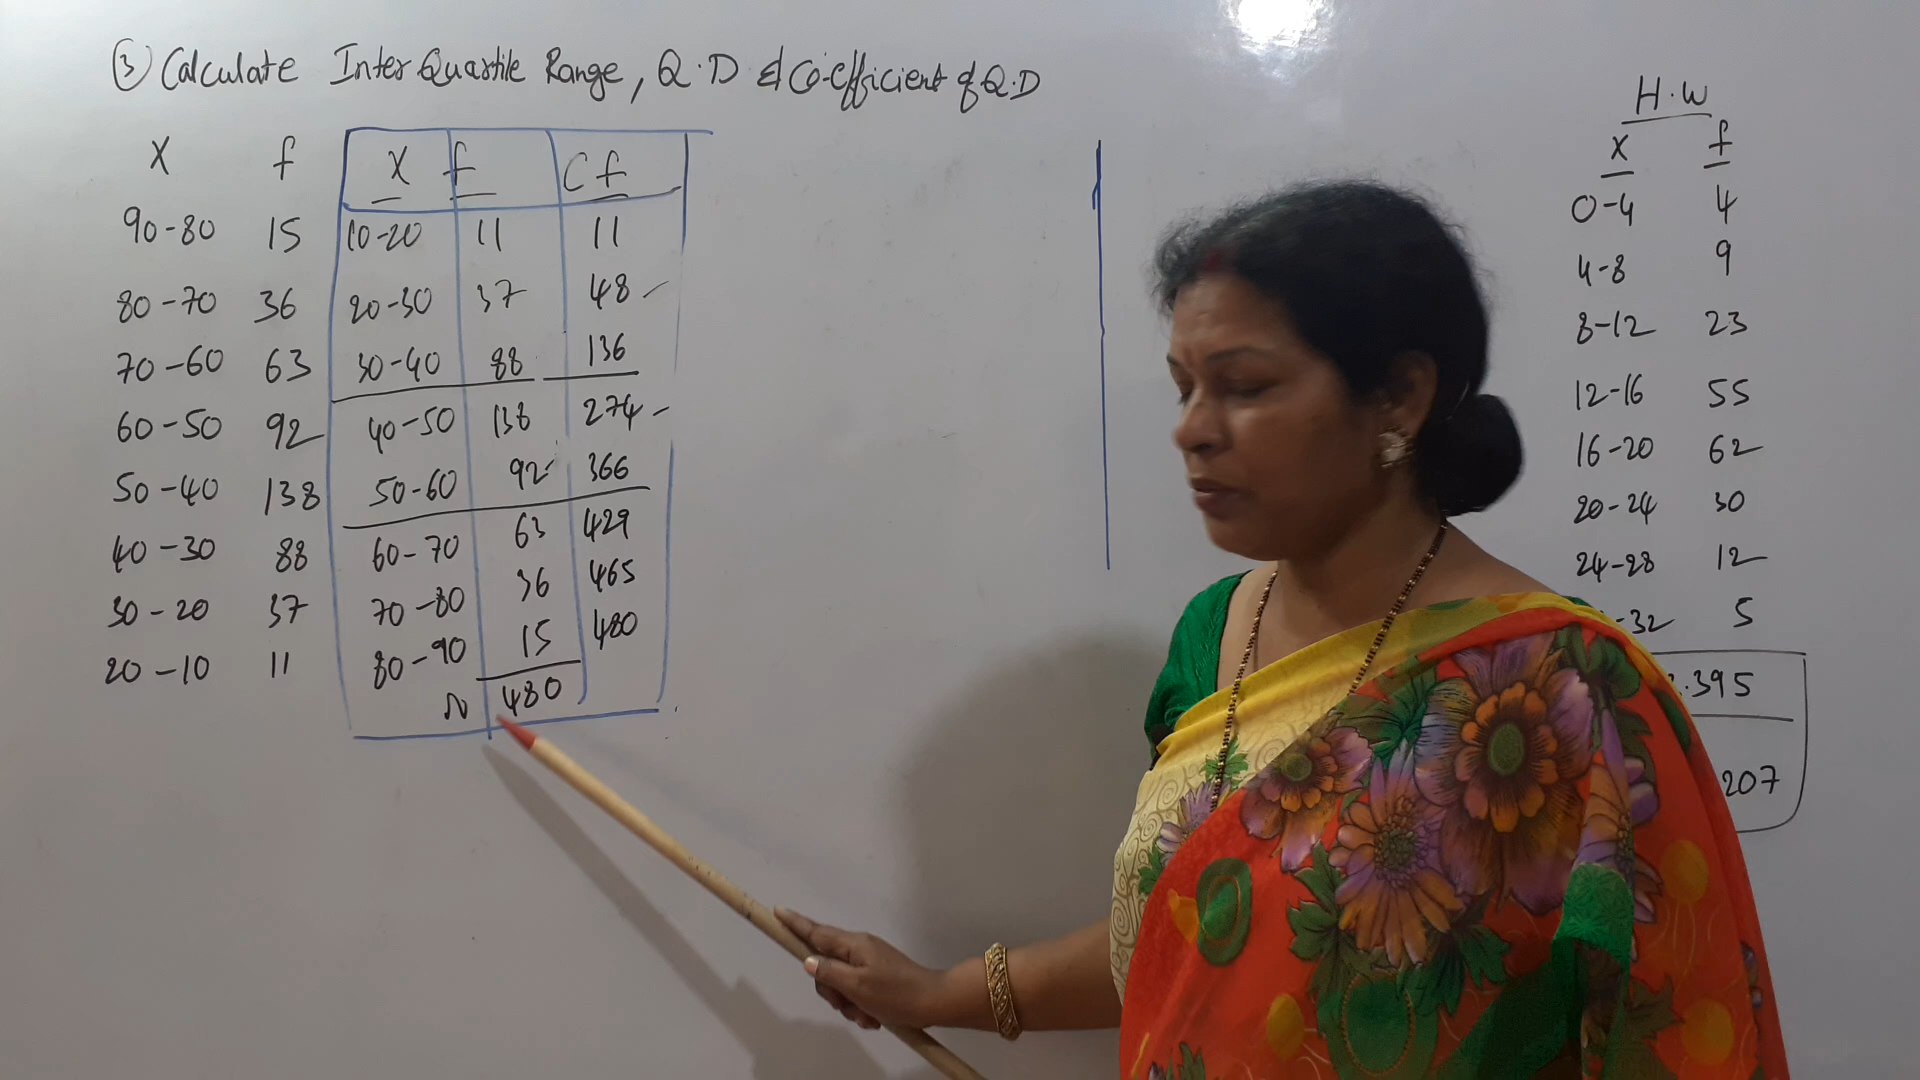 ③ Calculate Inter Quartile Range, Q.D & Co-efficient of Q.D
X f
90-80 15
80-70 36
70-60 63
60-50 92
50-40 138
40-30 88
30-20 37
20-10 11
X f Cf
10-20 11 11
20-30 37 48
30-40 88 136
40-50 138 274
50-60 92 366
60-70 63 429
70-80 36 465
80-90 15 480
N 480
H.W
X f
0-4 4
4-8 9
8-12 23
12-16 55
16-20 62
20-24 30
24-28 12
-32 5
.395
207